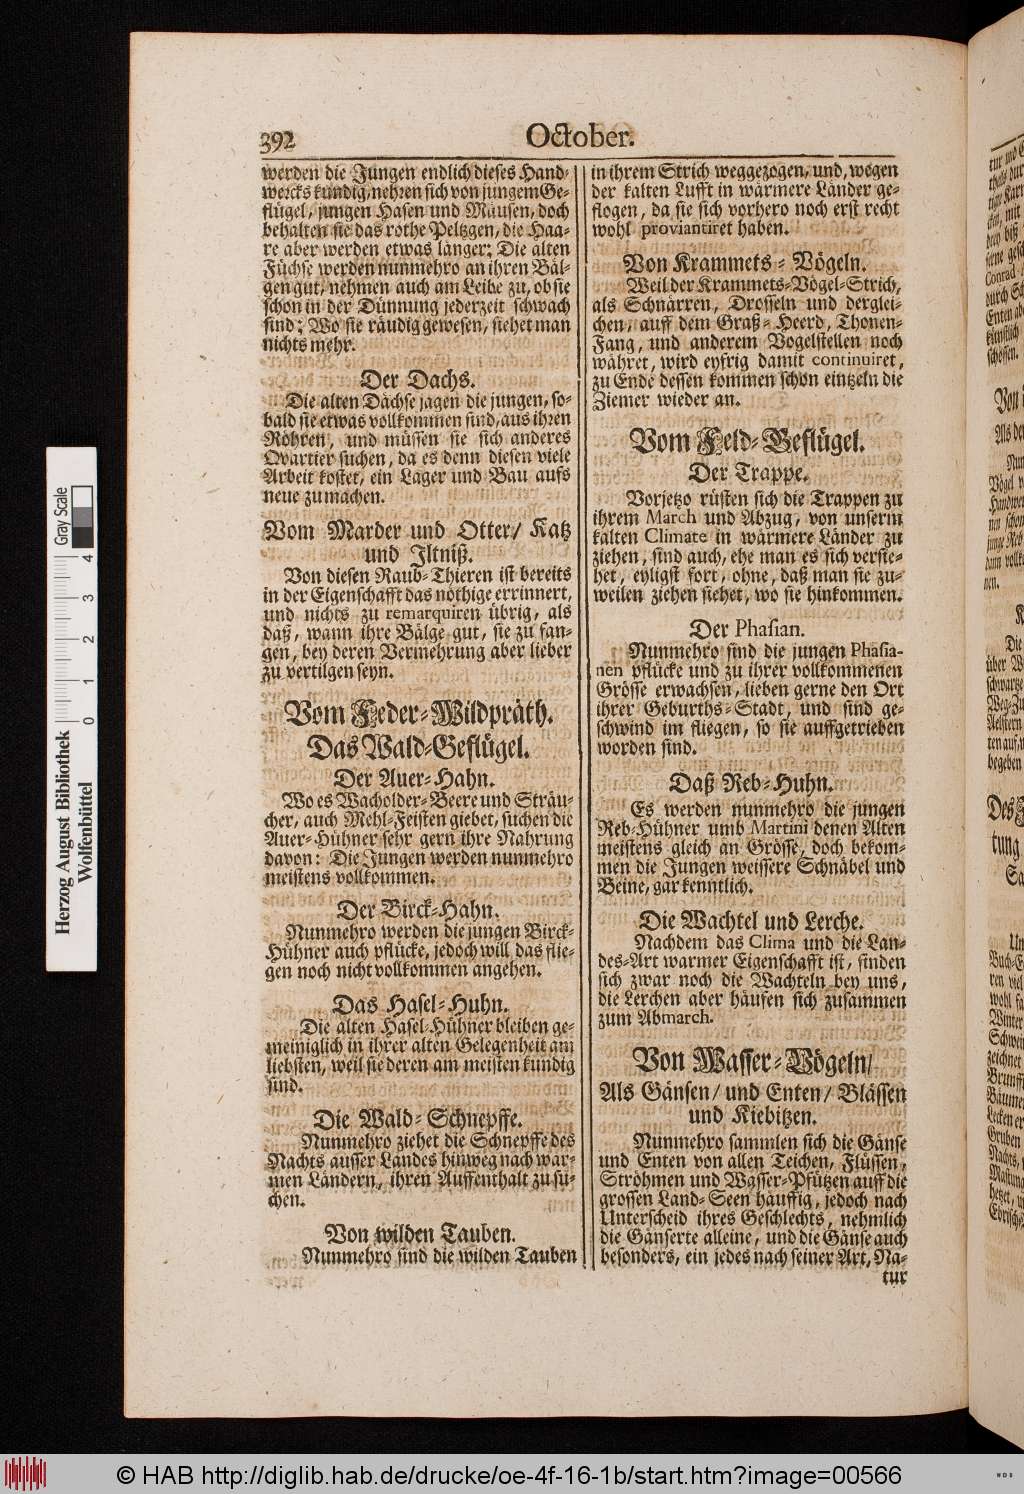 392
October.
werden die Jungen endlich dieses Hand-
wercks kundig, nehren sich von jungem Ge-
flügel, jungen Hasen und Mäusen, doch
behalten sie das rothe Peltzgen, die Haa-
re aber werden etwas länger; Die alten
Füchse werden nunmehro an ihren Bäl-
gen gut, nehmen auch am Leibe zu, ob sie
schon in der Dünnung jederzeit schwach
sind; Wo sie räudig gewesen, siehet man
nichts mehr.
Der Dachs.
Die alten Dächse jagen die jungen, so-
bald sie etwas vollkommen sind, aus ihren
Röhren, und müssen sie sich anderes
Qvartier suchen, da es denn diesen viele
Arbeit kostet, ein Lager und Bau aufs
neue zu machen.
Vom Marder und Otter/ Katz
und Iltniß.
Von diesen Raub-Thieren ist bereits
in der Eigenschafft das nöthige errinnert,
und nichts zu remarquiren übrig, als
daß, wann ihre Bälge gut, sie zu fan-
gen, bey deren Vermehrung aber lieber
zu vertilgen seyn.
Vom Feder-Wildpräth.
Das Wald-Geflügel.
Der Auer-Hahn.
Wo es Wacholder-Beere und Sträu-
cher, auch Mehl-Feisten giebet, suchen die
Auer-Hühner sehr gern ihre Nahrung
davon: Die Jungen werden nunmehro
meistens vollkommen.
Der Birck-Hahn.
Nunmehro werden die jungen Birck-
Hühner auch pflücke, jedoch will das flie-
gen noch nicht vollkommen angehen.
Das Hasel-Huhn.
Die alten Hasel-Hühner bleiben ge-
meiniglich in ihrer alten Gelegenheit am
liebsten, weil sie deren am meisten kundig
sind.
Die Wald-Schnepffe.
Nunmehro ziehet die Schnepffe des
Nachts ausser Landes hinweg nach war-
men Ländern, ihren Auffenthalt zu su-
chen.
Von wilden Tauben.
Nunmehro sind die wilden Tauben
in ihrem Strich weggezogen, und, wegen
der kalten Lufft in wärmere Länder ge-
flogen, da sie sich vorhero noch erst recht
wohl proviantiret haben.
Von Krammets-Vögeln.
Weil der Krammets-Vögel-Strich,
als Schnärren, Drosseln und derglei-
chen, auff dem Graß-Heerd, Thonen-
Fang, und anderem Vogelstellen noch
währet, wird eyfrig damit continuiret,
zu Ende dessen kommen schon eintzeln die
Ziemer wieder an.
Vom Feld-Geflügel.
Der Trappe.
Vorjetzo rüsten sich die Trappen zu
ihrem March und Abzug, von unserm
kalten Climate in wärmere Länder zu
ziehen, sind auch, ehe man es sich versie-
het, eyligst fort, ohne, daß man sie zu-
weilen ziehen siehet, wo sie hinkommen.
Der Phasian.
Nunmehro sind die jungen Phasia-
nen pflücke und zu ihrer vollkommenen
Grösse erwachsen, lieben gerne den Ort
ihrer Geburths-Stadt, und sind ge-
schwind im fliegen, so sie auffgetrieben
worden sind.
Daß Reb-Huhn.
Es werden nunmehro die jungen
Reb-Hühner umb Martini denen Alten
meistens gleich an Grösse, doch bekom-
men die Jungen weissere Schnäbel und
Beine, gar kenntlich.
Die Wachtel und Lerche.
Nachdem das Clima und die Lan-
des-Art warmer Eigenschafft ist, finden
sich zwar noch die Wachteln bey uns,
die Lerchen aber häufen sich zusammen
zum Abmarch.
Von Wasser-Vögeln/
Als Gänsen/ und Enten/ Blässen
und Kiebitzen.
Nunmehro sammlen sich die Gänse
und Enten von allen Teichen, Flüssen,
Ströhmen und Wasser-Pfützen auff die
grossen Land-Seen häuffig, jedoch nach
Unterscheid ihres Geschlechts, nehmlich
die Gänserte alleine, und die Gänse auch
besonders, ein jedes nach seiner Art, Na-
tur
Herzog August Bibliothek
Wolfenbüttel
0 1 2 3 4
Gray Scale
© HAB http://diglib.hab.de/drucke/oe-4f-16-1b/start.htm?image=00566